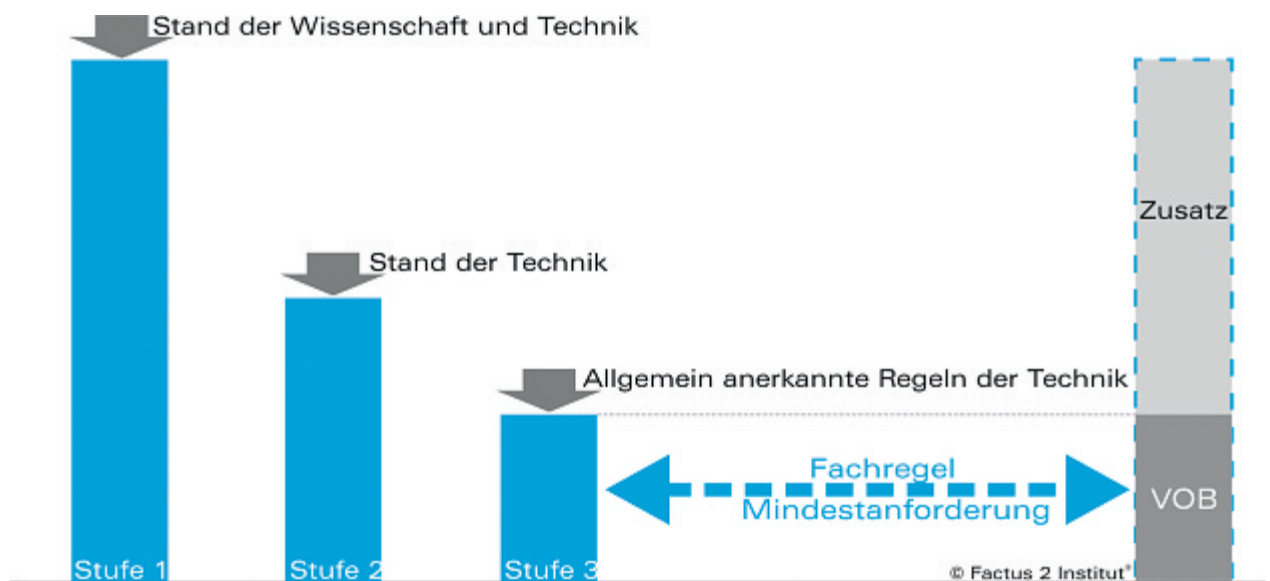 Stand der Wissenschaft und Technik
Zusatz
Stand der Technik
Allgemein anerkannte Regeln der Technik
Fachregel
Mindestanforderung
VOB
Stufe 1
Stufe 2
Stufe 3
© Factus 2 Institut®